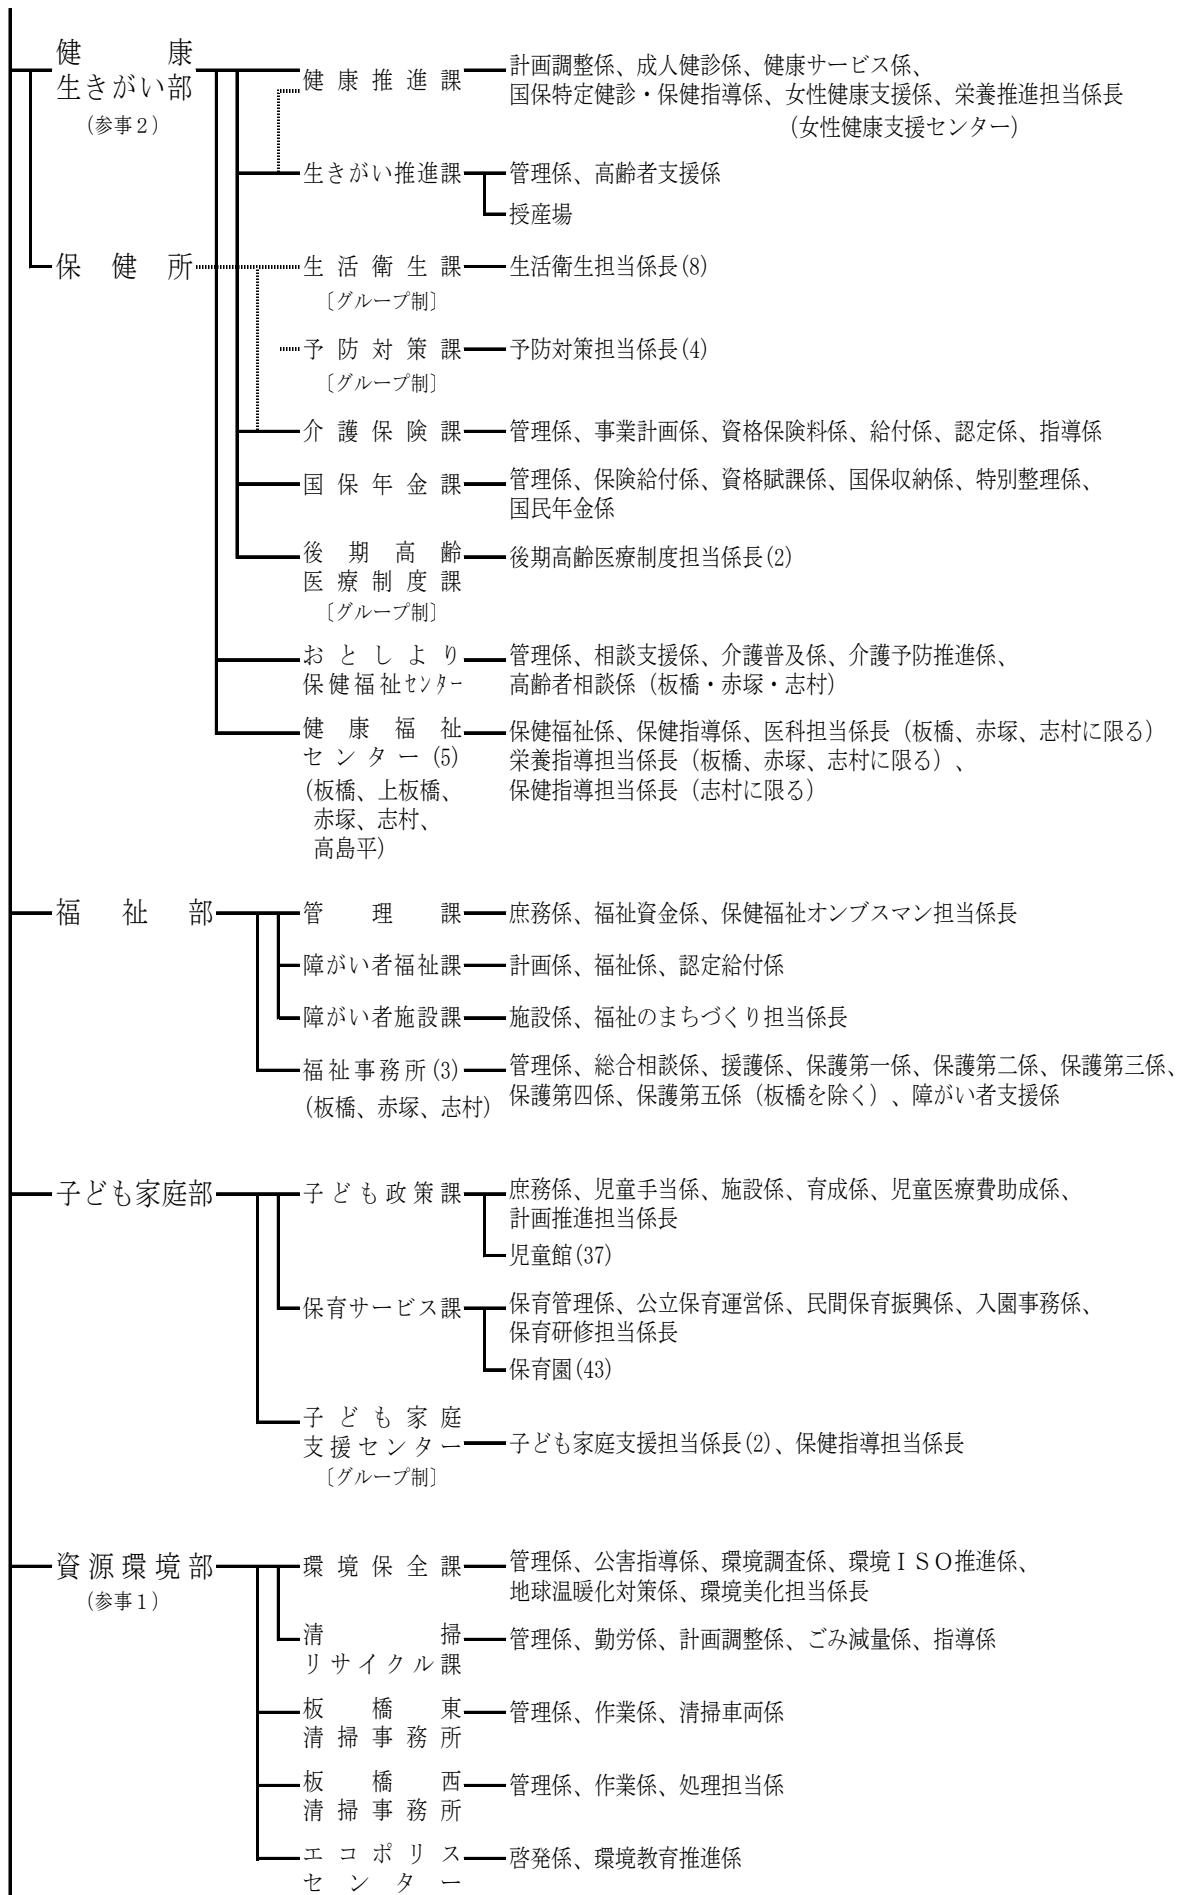 健康
生きがい部
（参事２）
健康推進課
計画調整係、成人健診係、健康サービス係、
国保特定健診・保健指導係、女性健康支援係、栄養推進担当係長
（女性健康支援センター）
生きがい推進課
管理係、高齢者支援係
授産場
保健所
生活衛生課
生活衛生担当係長(8)
〔グループ制〕
予防対策課
予防対策担当係長(4)
〔グループ制〕
介護保険課
管理係、事業計画係、資格保険料係、給付係、認定係、指導係
国保年金課
管理係、保険給付係、資格賦課係、国保収納係、特別整理係、
国民年金係
後期高齢
医療制度課
後期高齢医療制度担当係長(2)
〔グループ制〕
おとしより
保健福祉ｾﾝﾀｰ
管理係、相談支援係、介護普及係、介護予防推進係、
高齢者相談係（板橋・赤塚・志村）
健康福祉
センター(5)
（板橋、上板橋、
赤塚、志村、
高島平）
保健福祉係、保健指導係、医科担当係長（板橋、赤塚、志村に限る）
栄養指導担当係長（板橋、赤塚、志村に限る）、
保健指導担当係長（志村に限る）
福祉部
管理課
庶務係、福祉資金係、保健福祉オンブスマン担当係長
障がい者福祉課
計画係、福祉係、認定給付係
障がい者施設課
施設係、福祉のまちづくり担当係長
福祉事務所(3)
（板橋、赤塚、志村）
管理係、総合相談係、援護係、保護第一係、保護第二係、保護第三係、
保護第四係、保護第五係（板橋を除く）、障がい者支援係
子ども家庭部
子ども政策課
庶務係、児童手当係、施設係、育成係、児童医療費助成係、
計画推進担当係長
児童館(37)
保育サービス課
保育管理係、公立保育運営係、民間保育振興係、入園事務係、
保育研修担当係長
保育園(43)
子ども家庭
支援センター
子ども家庭支援担当係長(2)、保健指導担当係長
〔グループ制〕
資源環境部
（参事１）
環境保全課
管理係、公害指導係、環境調査係、環境ＩＳＯ推進係、
地球温暖化対策係、環境美化担当係長
清掃
リサイクル課
管理係、勤労係、計画調整係、ごみ減量係、指導係
板橋東
清掃事務所
管理係、作業係、清掃車両係
板橋西
清掃事務所
管理係、作業係、処理担当係
エコポリス
センター
啓発係、環境教育推進係